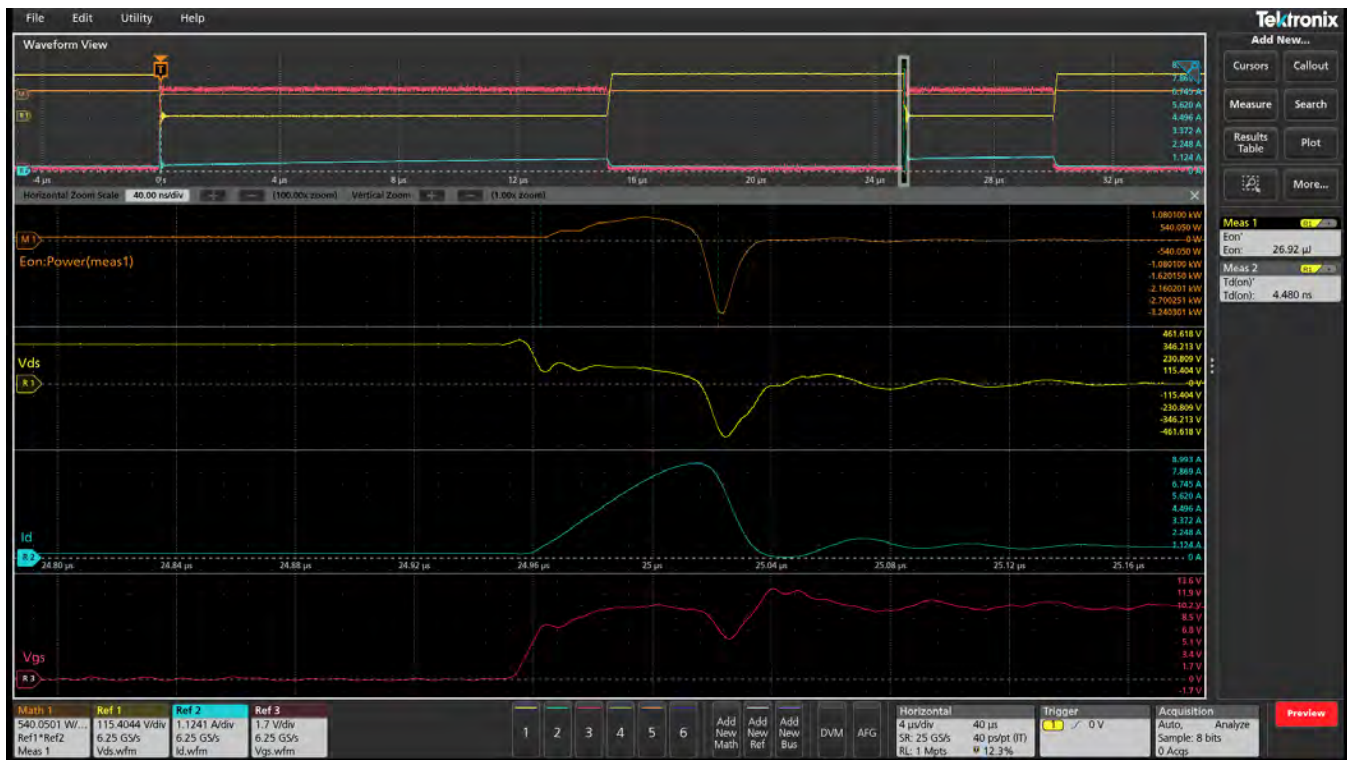 File Edit Utility Help
Tektronix
Waveform View
Add New...
Cursors Callout
Measure Search
Results Table Plot
More...
T
M1
R1
R2
6.745 A
5.620 A
4.496 A
3.372 A
2.248 A
1.124 A
0 A
-4 µs 0 s 4 µs 8 µs 12 µs 16 µs 20 µs 24 µs 28 µs 32 µs
Horizontal Zoom Scale 40.00 ns/div (100.00x zoom) Vertical Zoom (1.00x zoom)
Meas 1
Eon'
Eon: 26.92 µJ
Meas 2
Td(on)'
Td(on): 4.480 ns
M 1
Eon:Power(meas1)
1.080100 kW
540.050 W
0 W
-540.050 W
-1.080100 kW
-1.620150 kW
-2.160201 kW
-2.700251 kW
-3.240301 kW
Vds
R 1
461.618 V
346.213 V
230.809 V
115.404 V
-0 V
-115.404 V
-230.809 V
-346.213 V
-461.618 V
Id
R 2
8.993 A
7.869 A
6.745 A
5.620 A
4.496 A
3.372 A
2.248 A
1.124 A
0 A
24.80 µs 24.84 µs 24.88 µs 24.92 µs 24.96 µs 25 µs 25.04 µs 25.08 µs 25.12 µs 25.16 µs
Vgs
R 3
13.6 V
11.9 V
10.2 V
8.5 V
6.8 V
5.1 V
3.4 V
1.7 V
0 V
-1.7 V
Math 1
540.0501 W/...
Ref1*Ref2
Meas 1
Ref 1
115.4044 V/div
6.25 GS/s
Vds.wfm
Ref 2
1.1241 A/div
6.25 GS/s
Id.wfm
Ref 3
1.7 V/div
6.25 GS/s
Vgs.wfm
1 2 3 4 5 6
Add New Math
Add New Ref
Add New Bus
DVM AFG
Horizontal
4 µs/div 40 µs
SR: 25 GS/s 40 ps/pt (IT)
RL: 1 Mpts 12.3%
Trigger
1 0 V
Acquisition
Auto, Analyze
Sample: 8 bits
0 Acqs
Preview